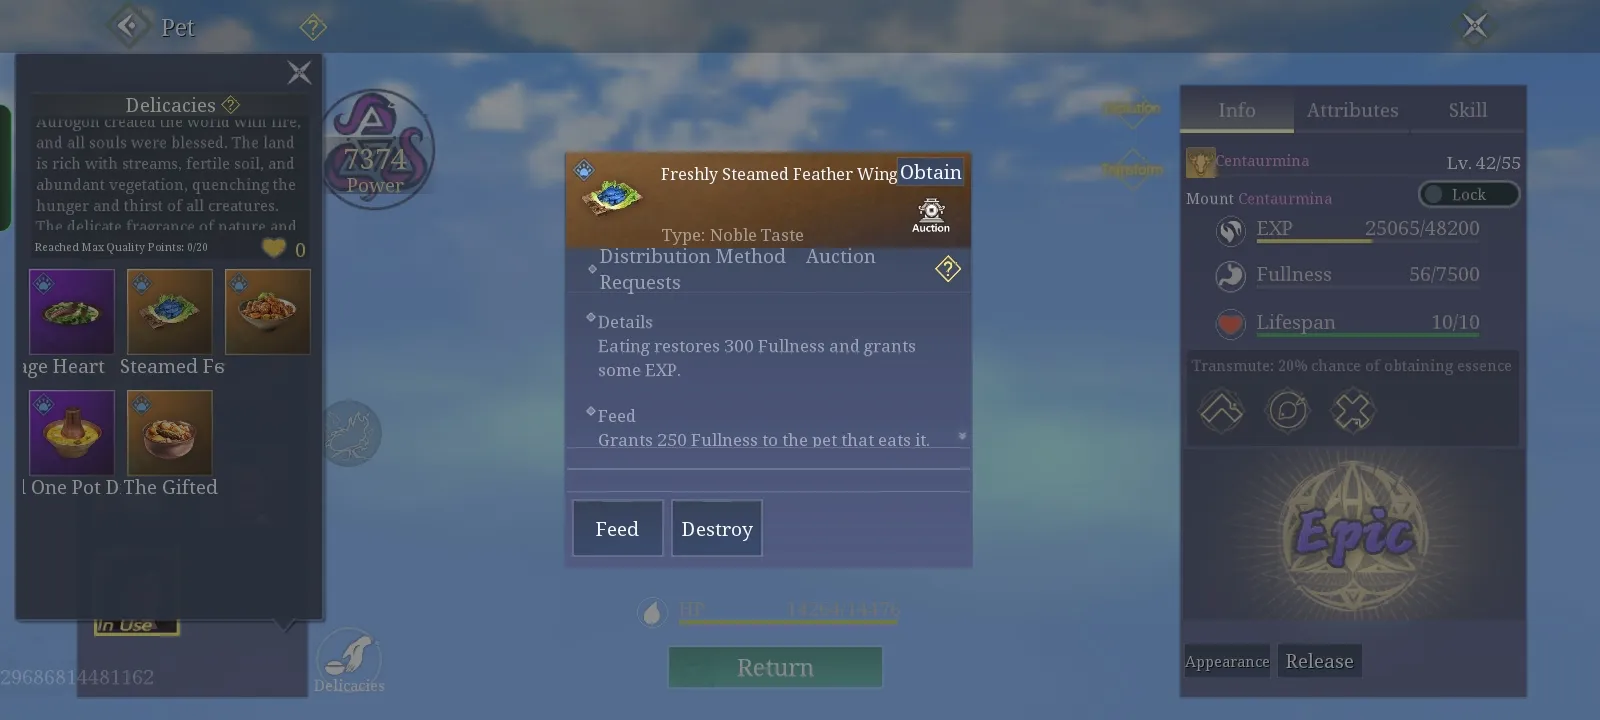 Pet
?
Delicacies ?
Aurogon created the world with fire,
and all souls were blessed. The land
is rich with streams, fertile soil, and
abundant vegetation, quenching the
hunger and thirst of all creatures.
The delicate fragrance of nature and
Reached Max Quality Points: 0/20
0
age Heart
Steamed Fe
l One Pot D
The Gifted
In Use
29686814481162
Delicacies
7374
Power
Freshly Steamed Feather Wing
Obtain
Auction
Type: Noble Taste
Distribution Method Auction
Requests
?
Details
Eating restores 300 Fullness and grants
some EXP.
Feed
Grants 250 Fullness to the pet that eats it.
Feed
Destroy
HP
Return
Evolution
Transform
Info
Attributes
Skill
Centaurmina
Lv. 42/55
Mount Centaurmina
Lock
EXP 25065/48200
Fullness 56/7500
Lifespan 10/10
Transmute: 20% chance of obtaining essence
Epic
Appearance
Release